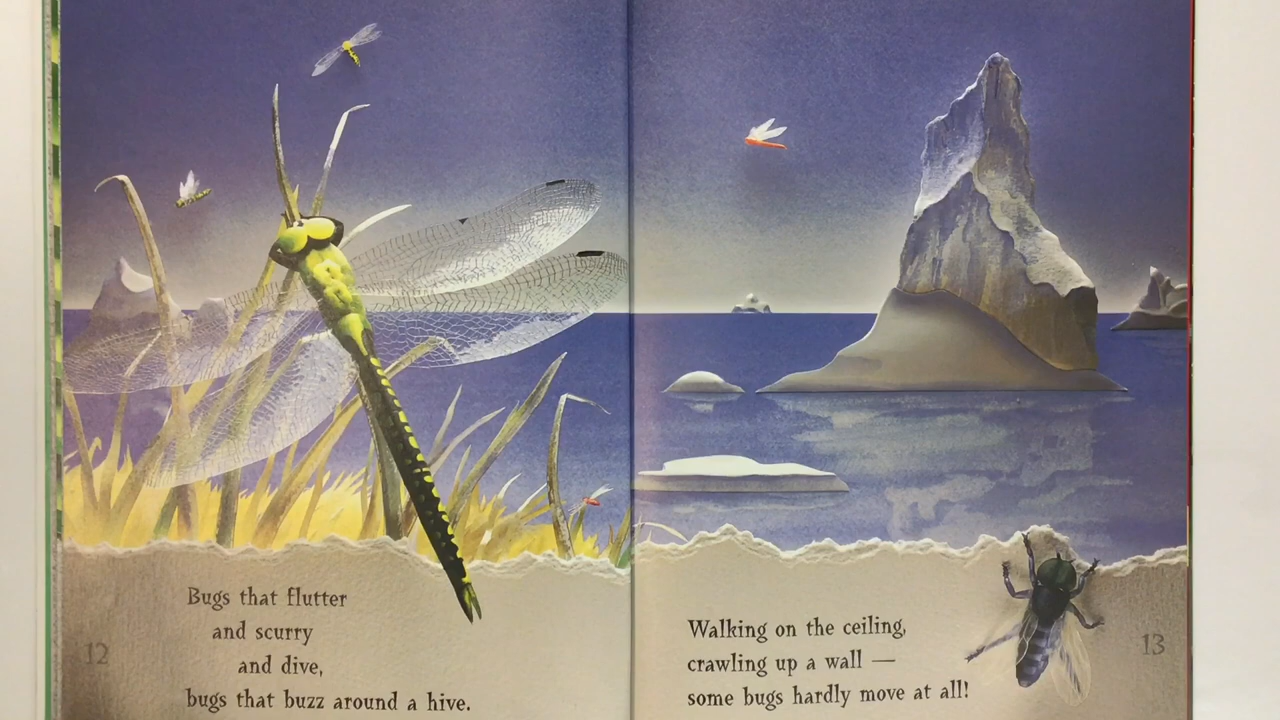 Bugs that flutter
and scurry
and dive,
bugs that buzz around a hive.
12
Walking on the ceiling,
crawling up a wall —
some bugs hardly move at all!
13